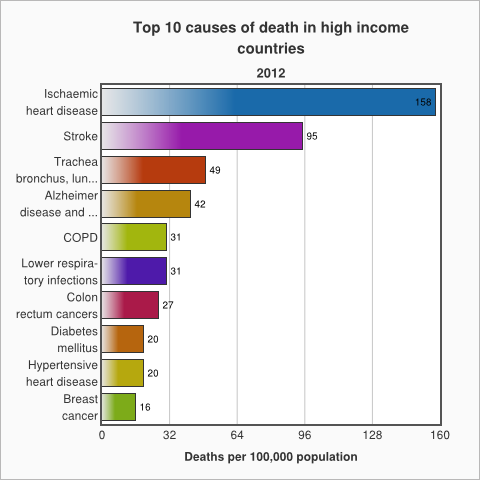 Top 10 causes of death in high income
countries
2012
Ischaemic
heart disease
158
Stroke
95
Trachea
bronchus, lun...
49
Alzheimer
disease and ...
42
COPD
31
Lower respira-
tory infections
31
Colon
rectum cancers
27
Diabetes
mellitus
20
Hypertensive
heart disease
20
Breast
cancer
16
0 32 64 96 128 160
Deaths per 100,000 population